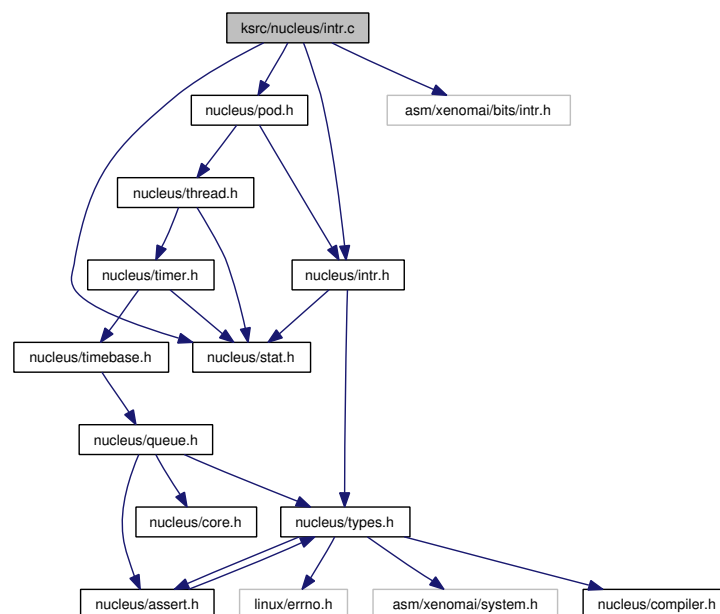 ksrc/nucleus/intr.c
nucleus/pod.h
asm/xenomai/bits/intr.h
nucleus/thread.h
nucleus/timer.h
nucleus/intr.h
nucleus/timebase.h
nucleus/stat.h
nucleus/queue.h
nucleus/core.h
nucleus/types.h
nucleus/assert.h
linux/errno.h
asm/xenomai/system.h
nucleus/compiler.h